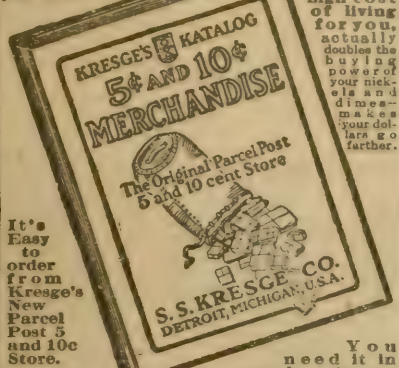 of living
for you,
actually
doubles the
buying
power of
your nick-
els and
dimes—
makes
your dol-
lars go
farther.
KRESGE'S KATALOG
5¢ AND 10¢
MERCHANDISE
The Original Parcel Post
5 and 10 cent Store
S. S. KRESGE CO.
DETROIT, MICHIGAN, U.S.A.
It's
Easy
to
order
from
Kresge's
New
Parcel
Post 5
and 10c
Store.
You
need it in